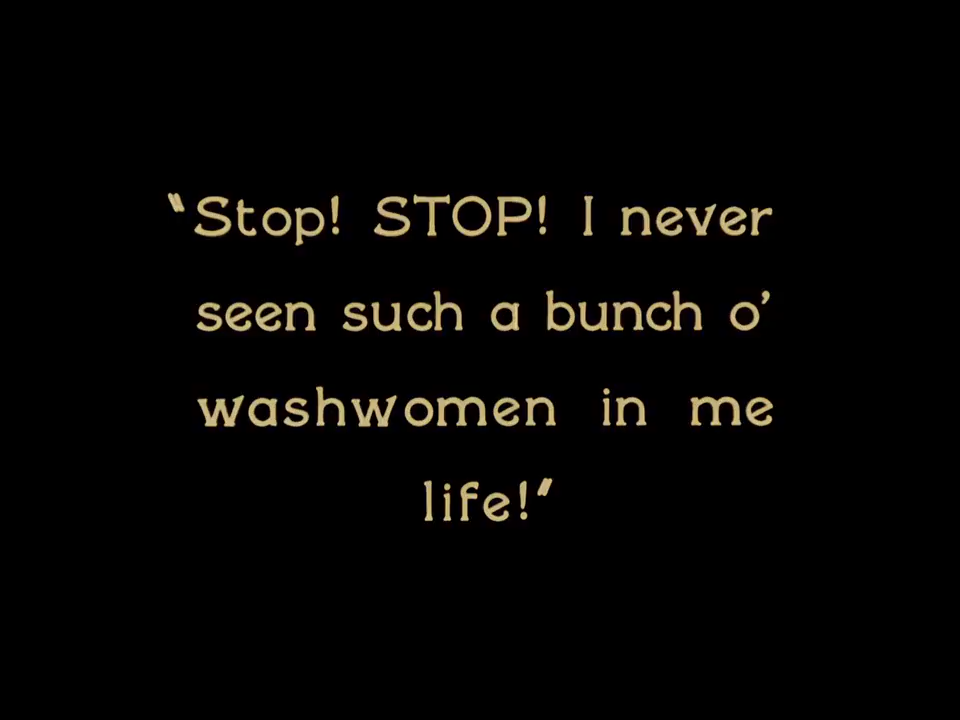 “Stop! STOP! I never
seen such a bunch o’
washwomen in me
life!”